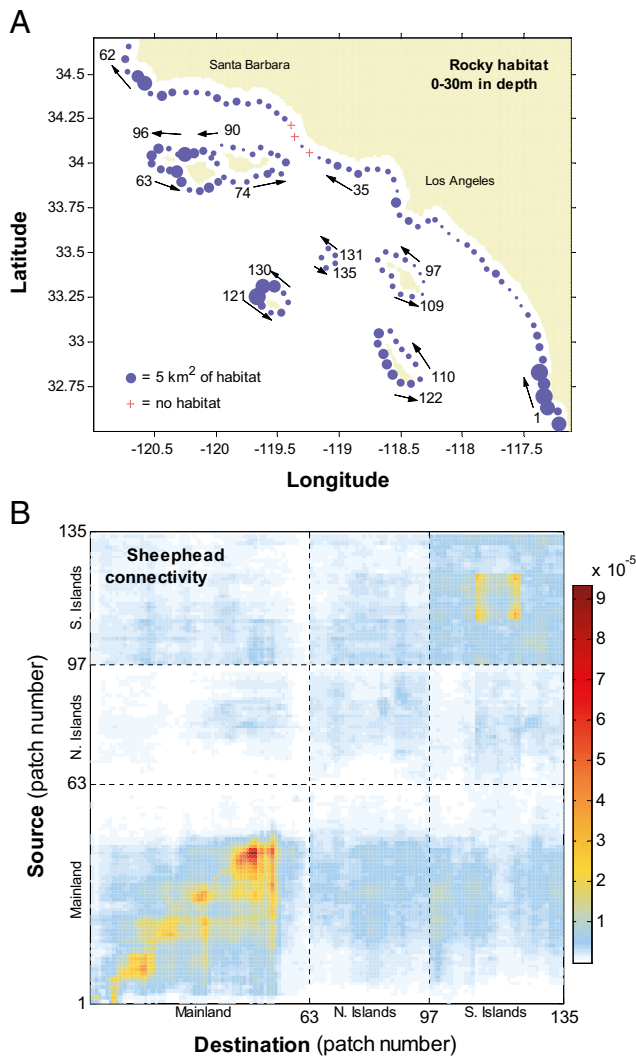 A
Santa Barbara
Rocky habitat
0-30m in depth
Los Angeles
62
96
90
63
74
35
131
135
130
121
97
109
110
122
1
● = 5 km² of habitat
+ = no habitat
34.5
34.25
34
33.75
33.5
33.25
33
32.75
Latitude
-120.5
-120
-119.5
-119
-118.5
-118
-117.5
Longitude
B
Sheephead
connectivity
135
97
63
1
S. Islands
N. Islands
Mainland
Source (patch number)
Mainland
63
N. Islands
97
S. Islands
135
Destination (patch number)
x 10⁻⁵
9
8
7
6
5
4
3
2
1